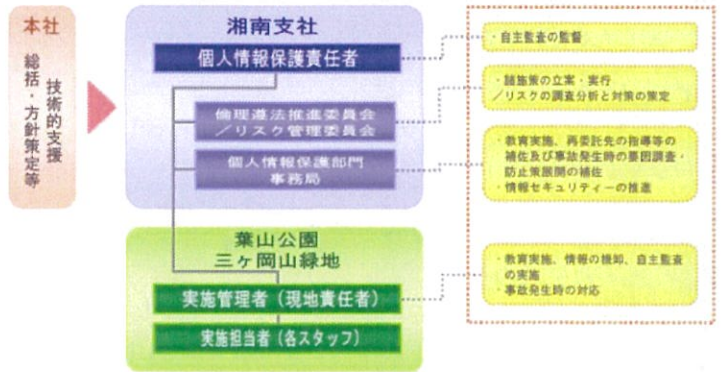 本社
総括・方針策定等
技術的支援
湘南支社
個人情報保護責任者
倫理遵法推進委員会
／リスク管理委員会
個人情報保護部門
事務局
葉山公園
三ケ岡山緑地
実施管理者（現地責任者）
実施担当者（各スタッフ）
・自主監査の監督
・諸施策の立案・実行
／リスクの調査分析と対策の策定
・教育実施、再委託先の指導等の
補佐及び事故発生時の要因調査・
防止策展開の補佐
・情報セキュリティーの推進
・教育実施、情報の棚卸、自主監査
の実施
・事故発生時の対応